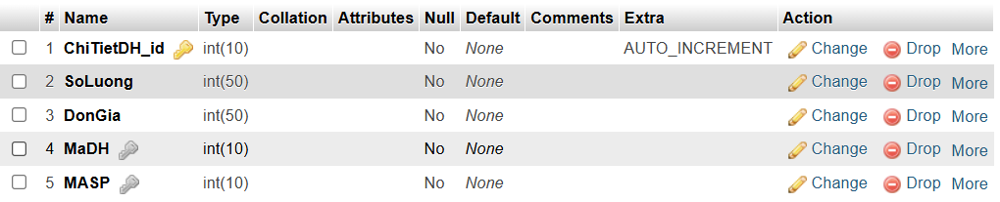 # Name Type Collation Attributes Null Default Comments Extra Action
1 ChiTietDH_id int(10) No None AUTO_INCREMENT Change Drop More
2 SoLuong int(50) No None Change Drop More
3 DonGia int(50) No None Change Drop More
4 MaDH int(10) No None Change Drop More
5 MASP int(10) No None Change Drop More